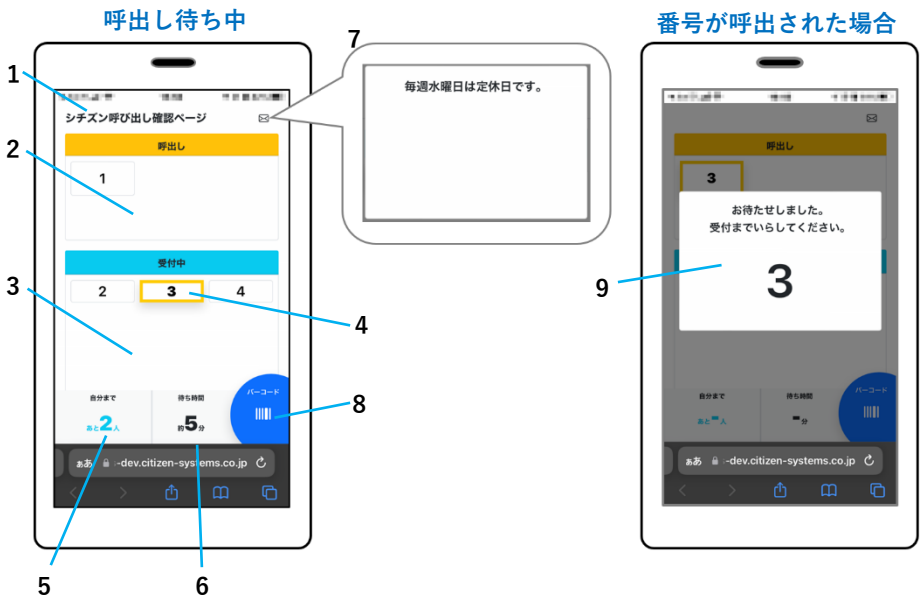 呼出し待ち中
番号が呼出された場合
7
1
毎週水曜日は定休日です。
シチズン呼び出し確認ページ
2
呼出し
1
受付中
3
2 3 4
4
自分まで 待ち時間 バーコード
あと2人 約5分
8
ぁあ -dev.citizen-systems.co.jp
5
6
呼出し
3
お待たせしました。
受付までいらしてください。
3
9
自分まで 待ち時間 バーコード
あと-人 -分
ぁあ -dev.citizen-systems.co.jp